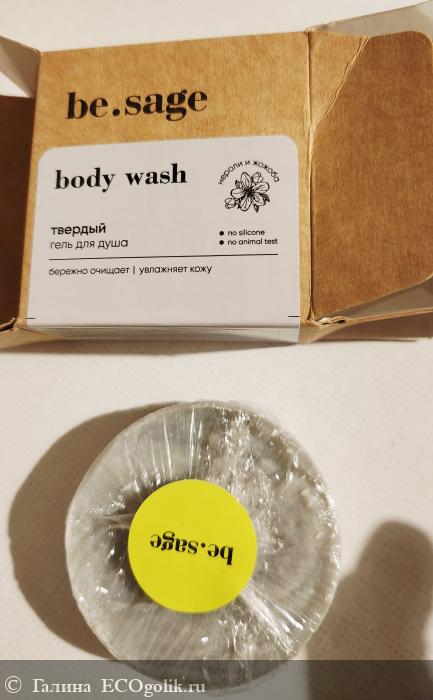 be.sage
body wash
нероли и жожоба
твердый
гель для душа
no silicone
no animal test
бережно очищает | увлажняет кожу
be.sage
© Галина ECOgolik.ru